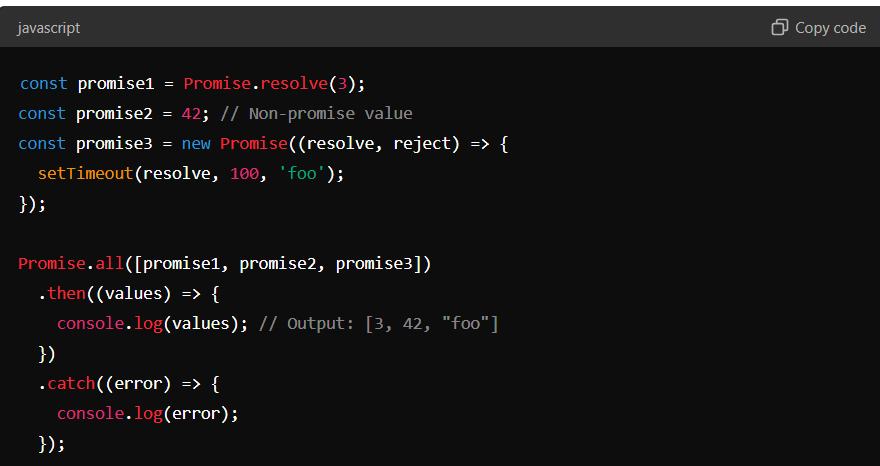 javascript
Copy code
const promise1 = Promise.resolve(3);
const promise2 = 42; // Non-promise value
const promise3 = new Promise((resolve, reject) => {
  setTimeout(resolve, 100, 'foo');
});

Promise.all([promise1, promise2, promise3])
  .then((values) => {
    console.log(values); // Output: [3, 42, "foo"]
  })
  .catch((error) => {
    console.log(error);
  });